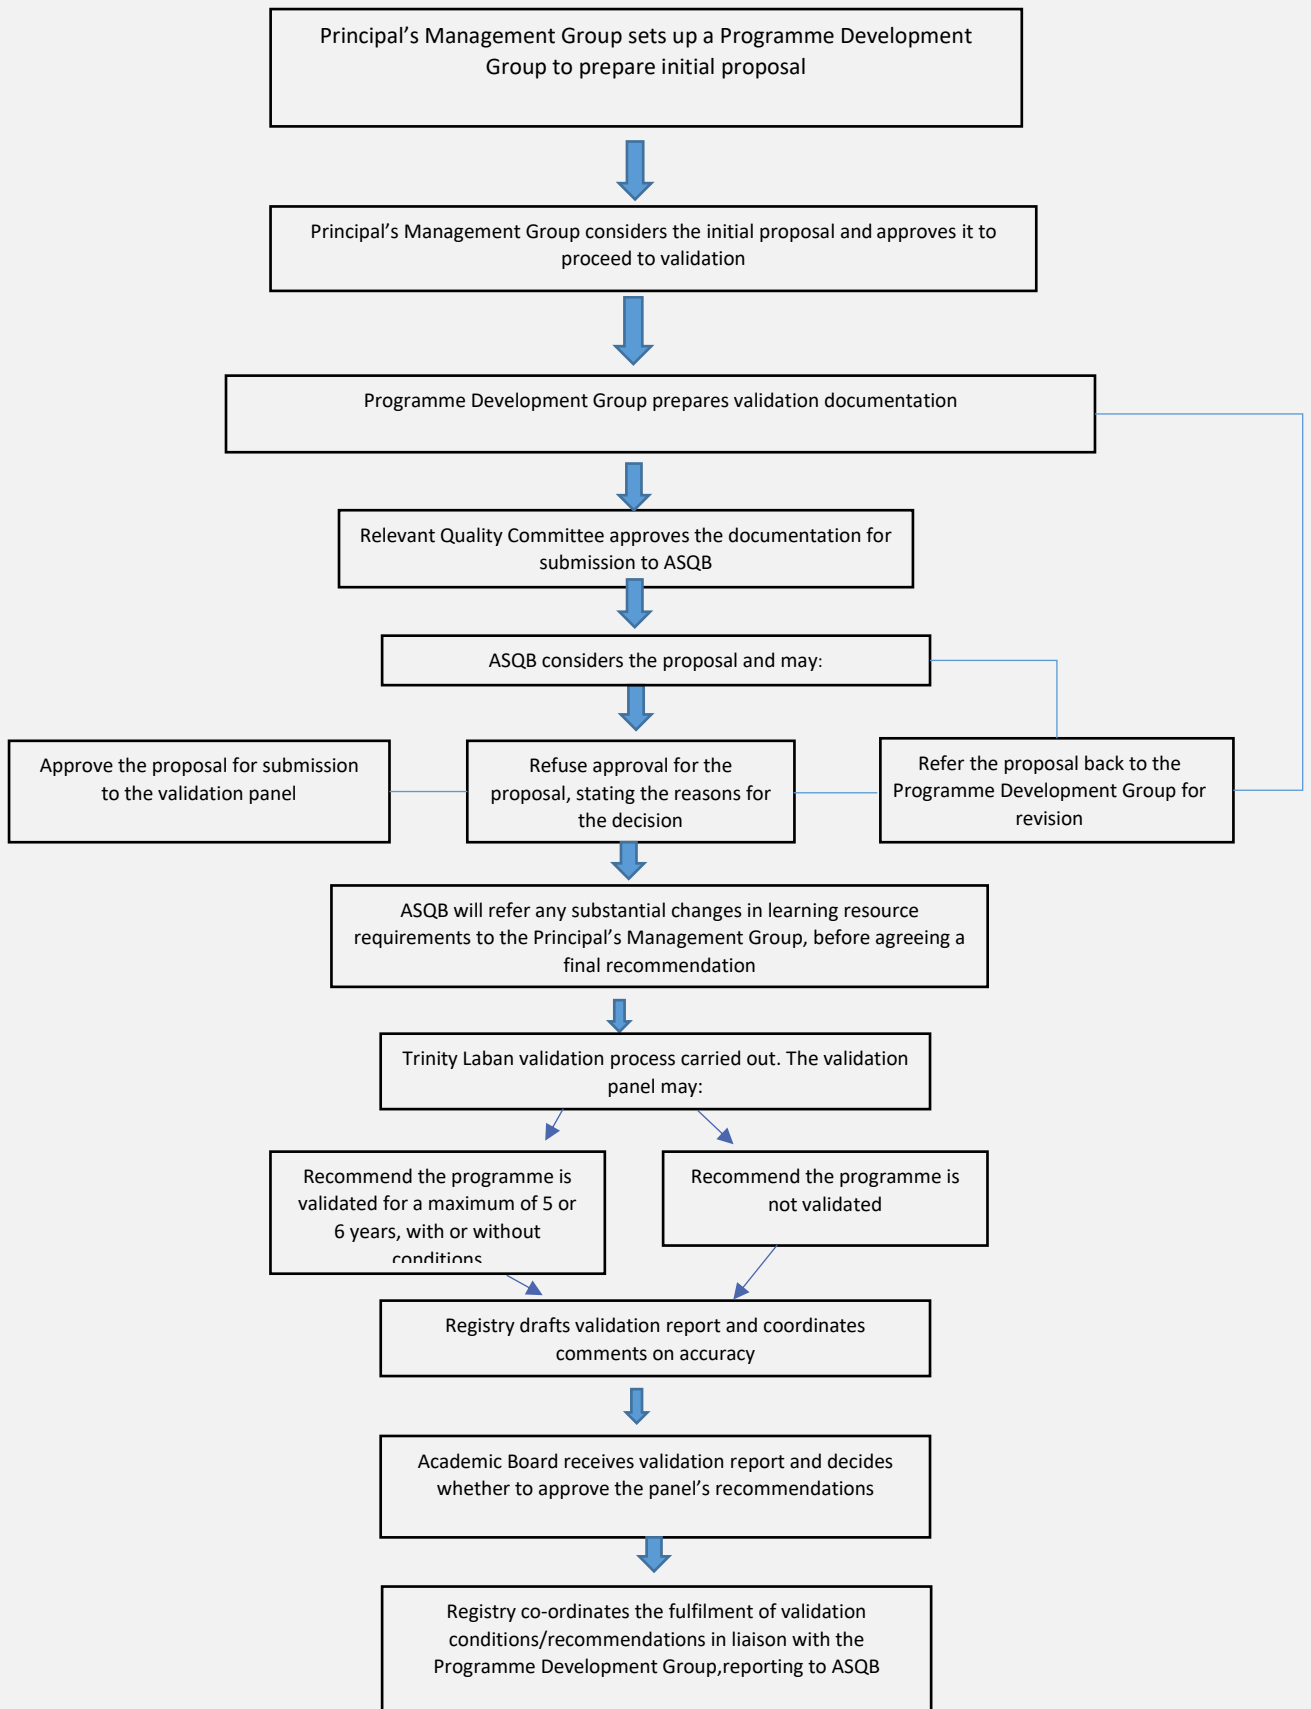 Principal’s Management Group sets up a Programme Development
Group to prepare initial proposal
Principal’s Management Group considers the initial proposal and approves it to
proceed to validation
Programme Development Group prepares validation documentation
Relevant Quality Committee approves the documentation for
submission to ASQB
ASQB considers the proposal and may:
Approve the proposal for submission
to the validation panel
Refuse approval for the
proposal, stating the reasons for
the decision
Refer the proposal back to the
Programme Development Group for
revision
ASQB will refer any substantial changes in learning resource
requirements to the Principal’s Management Group, before agreeing a
final recommendation
Trinity Laban validation process carried out. The validation
panel may:
Recommend the programme is
validated for a maximum of 5 or
6 years, with or without
conditions
Recommend the programme is
not validated
Registry drafts validation report and coordinates
comments on accuracy
Academic Board receives validation report and decides
whether to approve the panel’s recommendations
Registry co-ordinates the fulfilment of validation
conditions/recommendations in liaison with the
Programme Development Group,reporting to ASQB